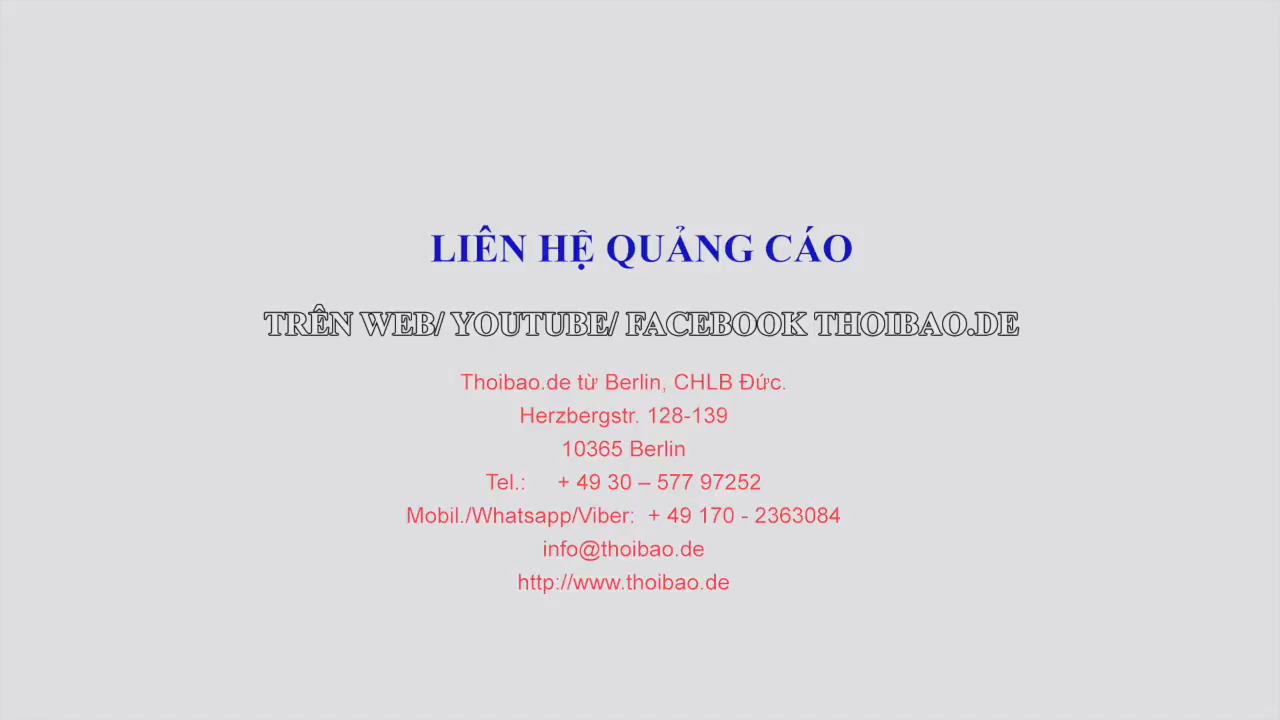 LIÊN HỆ QUẢNG CÁO
TRÊN WEB/ YOUTUBE/ FACEBOOK THOIBAO.DE
Thoibao.de từ Berlin, CHLB Đức.
Herzbergstr. 128-139
10365 Berlin
Tel.: + 49 30 – 577 97252
Mobil./Whatsapp/Viber: + 49 170 - 2363084
info@thoibao.de
http://www.thoibao.de